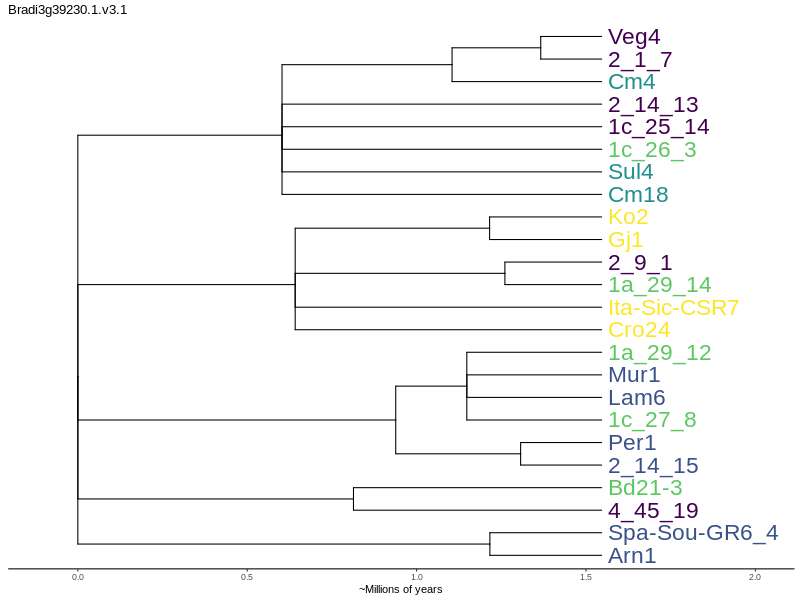 Bradi3g39230.1.v3.1
Veg4
2_1_7
Cm4
2_14_13
1c_25_14
1c_26_3
Sul4
Cm18
Ko2
Gj1
2_9_1
1a_29_14
Ita-Sic-CSR7
Cro24
1a_29_12
Mur1
Lam6
1c_27_8
Per1
2_14_15
Bd21-3
4_45_19
Spa-Sou-GR6_4
Arn1
0.0 0.5 1.0 1.5 2.0
~Millions of years